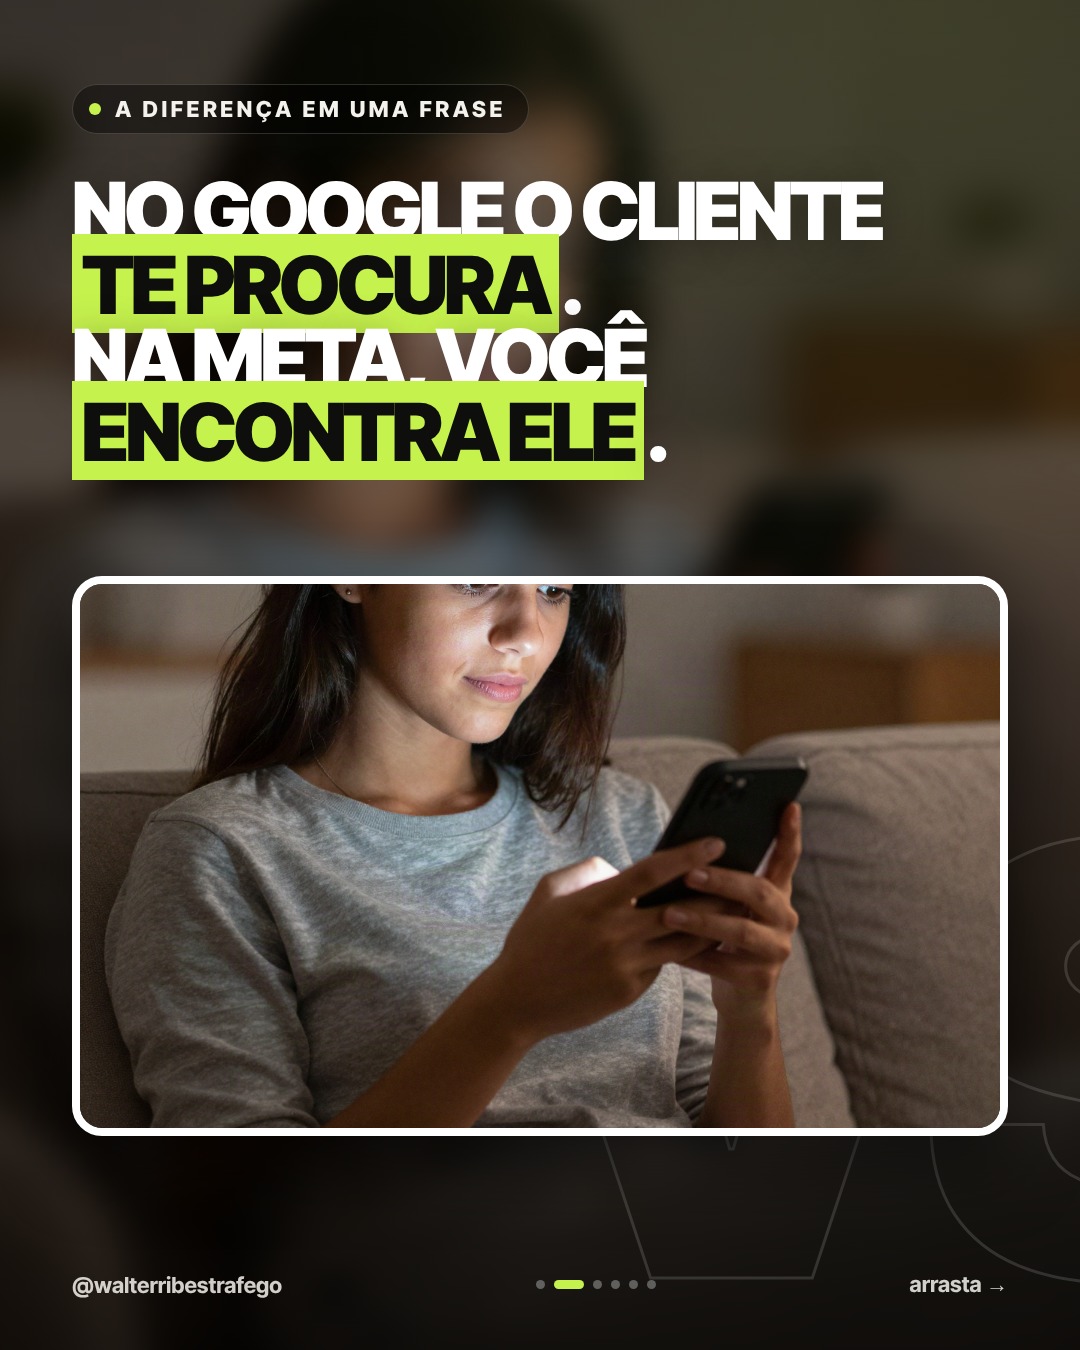 A DIFERENÇA EM UMA FRASE
NO GOOGLE O CLIENTE
TE PROCURA.
NA META, VOCÊ
ENCONTRA ELE.
@walterribestrafego
arrasta →